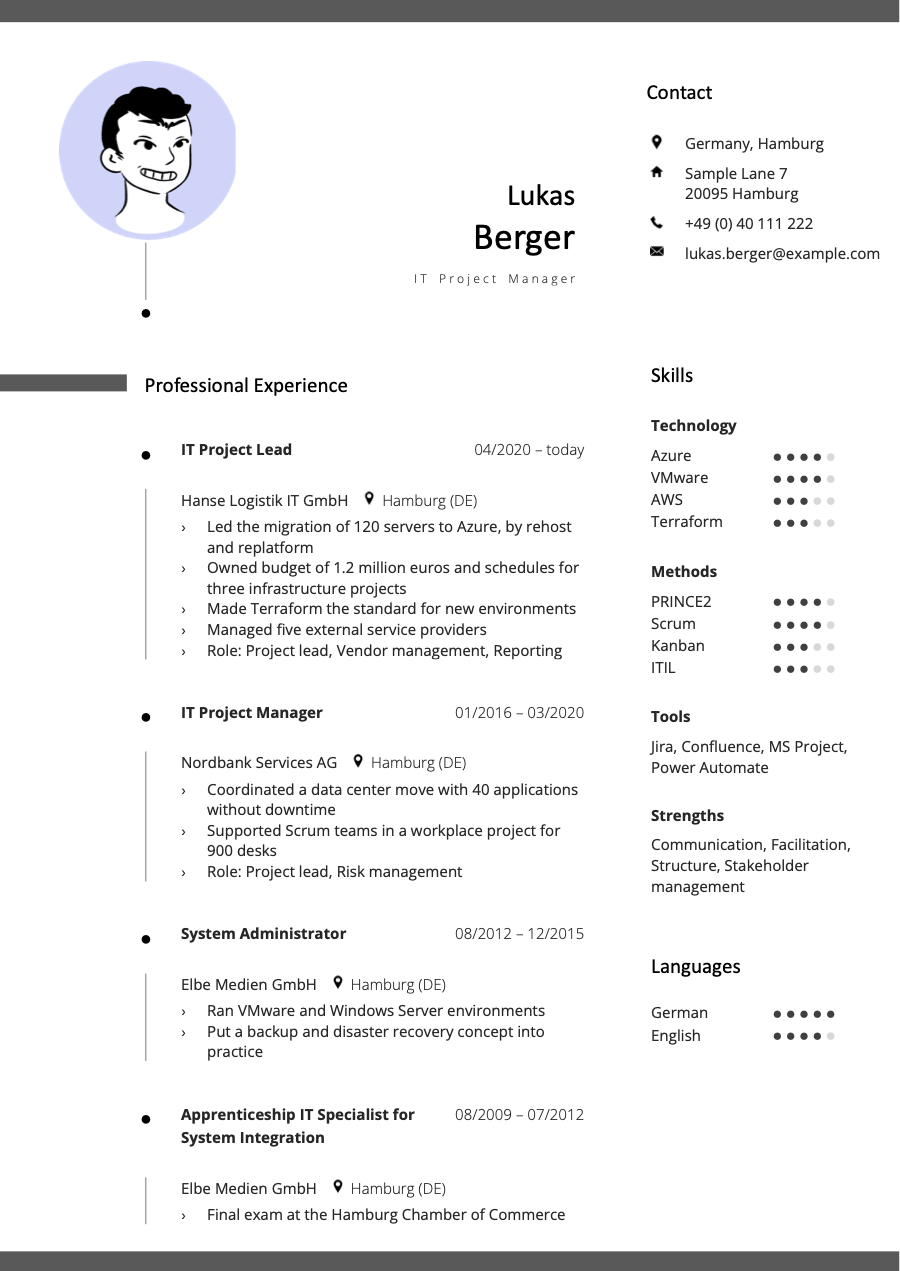 Lukas
Berger
IT Project Manager
Contact
Germany, Hamburg
Sample Lane 7
20095 Hamburg
+49 (0) 40 111 222
lukas.berger@example.com
Professional Experience
IT Project Lead 04/2020 – today
Hanse Logistik IT GmbH Hamburg (DE)
› Led the migration of 120 servers to Azure, by rehost
and replatform
› Owned budget of 1.2 million euros and schedules for
three infrastructure projects
› Made Terraform the standard for new environments
› Managed five external service providers
› Role: Project lead, Vendor management, Reporting
IT Project Manager 01/2016 – 03/2020
Nordbank Services AG Hamburg (DE)
› Coordinated a data center move with 40 applications
without downtime
› Supported Scrum teams in a workplace project for
900 desks
› Role: Project lead, Risk management
System Administrator 08/2012 – 12/2015
Elbe Medien GmbH Hamburg (DE)
› Ran VMware and Windows Server environments
› Put a backup and disaster recovery concept into
practice
Apprenticeship IT Specialist for 08/2009 – 07/2012
System Integration
Elbe Medien GmbH Hamburg (DE)
› Final exam at the Hamburg Chamber of Commerce
Skills
Technology
Azure
VMware
AWS
Terraform
Methods
PRINCE2
Scrum
Kanban
ITIL
Tools
Jira, Confluence, MS Project,
Power Automate
Strengths
Communication, Facilitation,
Structure, Stakeholder
management
Languages
German
English